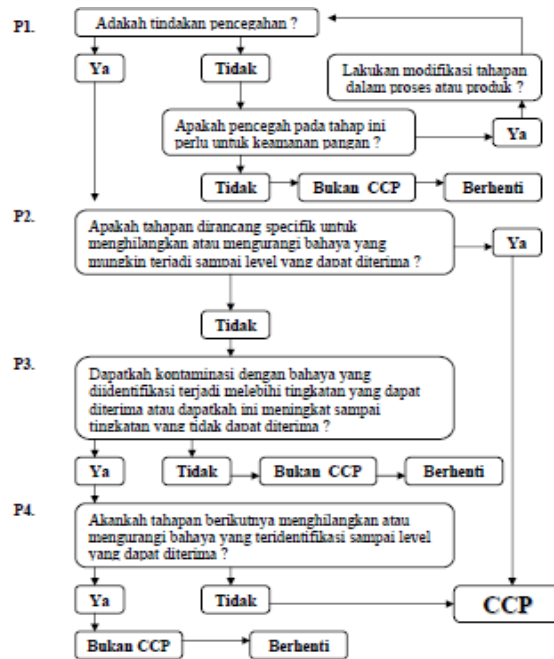 P1.
Adakah tindakan pencegahan ?
Ya
Tidak
Lakukan modifikasi tahapan
dalam proses atau produk ?
Apakah pencegah pada tahap ini
perlu untuk keamanan pangan ?
Ya
Tidak
Bukan CCP
Berhenti
P2.
Apakah tahapan dirancang specifik untuk
menghilangkan atau mengurangi bahaya yang
mungkin terjadi sampai level yang dapat diterima ?
Ya
Tidak
P3.
Dapatkah kontaminasi dengan bahaya yang
diidentifikasi terjadi melebihi tingkatan yang dapat
diterima atau dapatkah ini meningkat sampai
tingkatan yang tidak dapat diterima ?
Ya
Tidak
Bukan CCP
Berhenti
P4.
Akankah tahapan berikutnya menghilangkan atau
mengurangi bahaya yang teridentifikasi sampai level
yang dapat diterima ?
Ya
Tidak
CCP
Bukan CCP
Berhenti